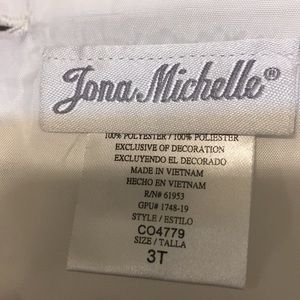 Jona Michelle®
100% POLYESTER / 100% POLIESTER
EXCLUSIVE OF DECORATION
EXCLUYENDO EL DECORADO
MADE IN VIETNAM
HECHO EN VIETNAM
R/N# 61953
GPU# 1748-19
STYLE / ESTILO
CO4779
SIZE / TALLA
3T